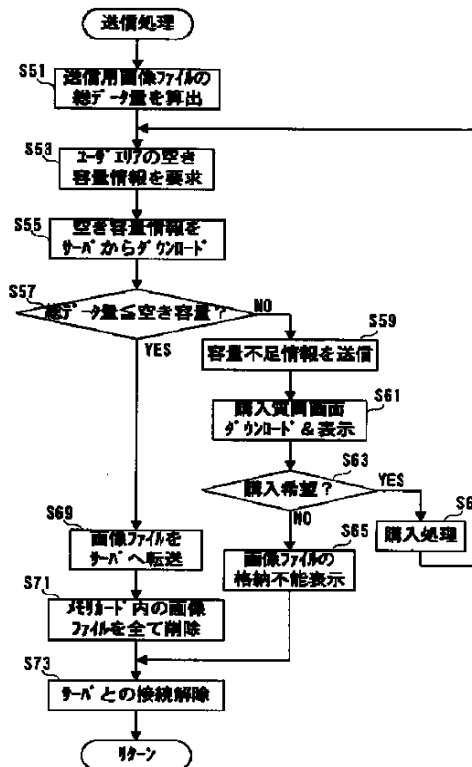 送信処理
S51
送信用画像ファイルの
総データ量を算出
S53
ユーザエリアの空き
容量情報を要求
S55
空き容量情報を
サーバからダウンロード
S57
総データ量≦空き容量?
NO
YES
S59
容量不足情報を送信
S61
購入質問画面
ダウンロード&表示
S63
購入希望?
YES
NO
購入処理
S65
画像ファイルの
格納不能表示
S69
画像ファイルを
サーバへ転送
S71
メモリカード内の画像
ファイルを全て削除
S73
サーバとの接続解除
リターン